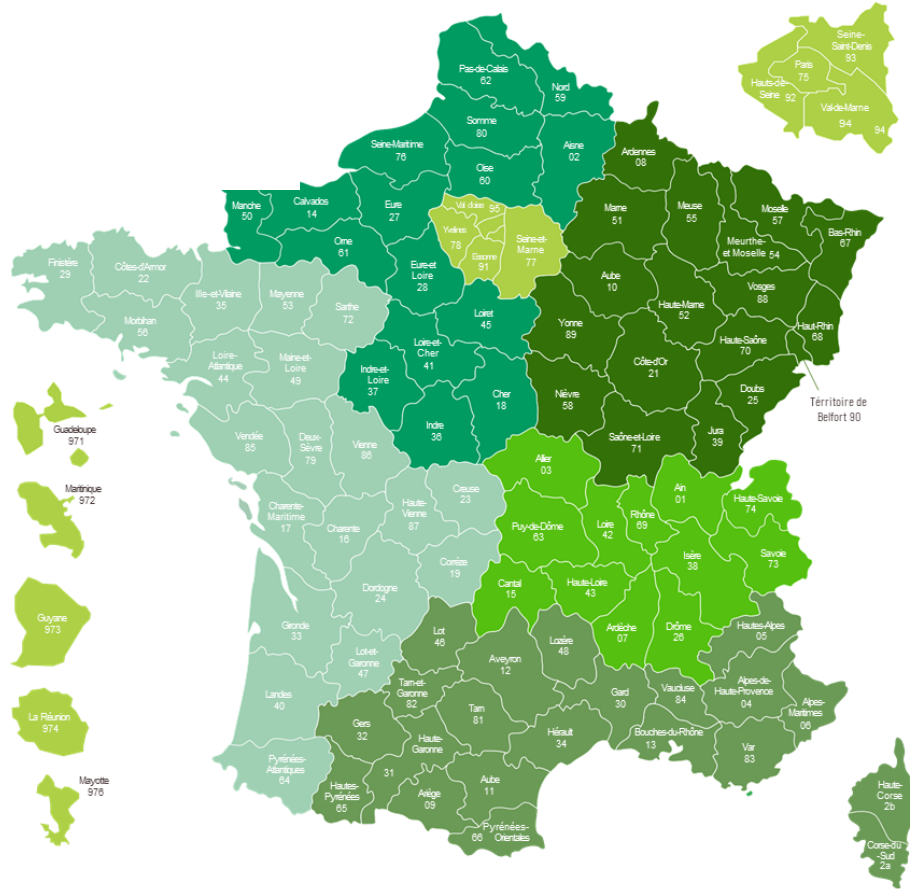 Seine-
Saint-Denis
93
Paris
75
Hauts-de-
Seine 92
Val-de-Marne
94
94
Pas-de-Calais
62
Nord
59
Somme
80
Seine-Maritime
76
Aisne
02
Oise
60
Ardennes
08
Manche
50
Calvados
14
Eure
27
Val d'oise 95
Marne
51
Meuse
55
Moselle
57
Bas-Rhin
67
Orne
61
Yvelines
78
Essonne
91
Seine-et-
Marne
77
Meurthe-
et Moselle 54
Finistère
29
Côtes-d'Armor
22
Eure-et
Loire
28
Aube
10
Vosges
88
Ille-et-Vilaine
35
Mayenne
53
Sarthe
72
Haute-Marne
52
Morbihan
56
Loiret
45
Yonne
89
Haut-Rhin
68
Haute-Saône
70
Loire-
Atlantique
44
Maine-et-
Loire
49
Loir-et-
Cher
41
Indre-et-
Loire
37
Côte-d'Or
21
Cher
18
Nièvre
58
Doubs
25
Térritoire de
Belfort 90
Guadeloupe
971
Vendée
85
Deux-
Sèvre
79
Vienne
86
Indre
36
Saône-et-Loire
71
Jura
39
Allier
03
Martinique
972
Creuse
23
Haute-
Vienne
87
Ain
01
Haute-Savoie
74
Charente-
Maritime
17
Charente
16
Puy-de-Dôme
63
Loire
42
Rhône
69
Isère
38
Savoie
73
Corrèze
19
Cantal
15
Haute-Loire
43
Dordogne
24
Guyane
973
Gironde
33
Lot
46
Ardèche
07
Drôme
26
Hautes-Alpes
05
Lozère
48
Aveyron
12
Lot-et-
Garonne
47
Tarn-et-
Garonne
82
Landes
40
Gard
30
Vaucluse
84
Alpes-de-
Haute-Provence
04
Alpes-
Maritimes
06
La Réunion
974
Gers
32
Tarn
81
Haute-
Garonne
31
Hérault
34
Bouches-du-Rhône
13
Var
83
Pyrénées-
Atlantiques
64
Mayotte
976
Hautes-
Pyrénées
65
Ariège
09
Aube
11
Pyrénées-
66 Orientales
Haute-
Corse
2b
Corse-du
-Sud
2a